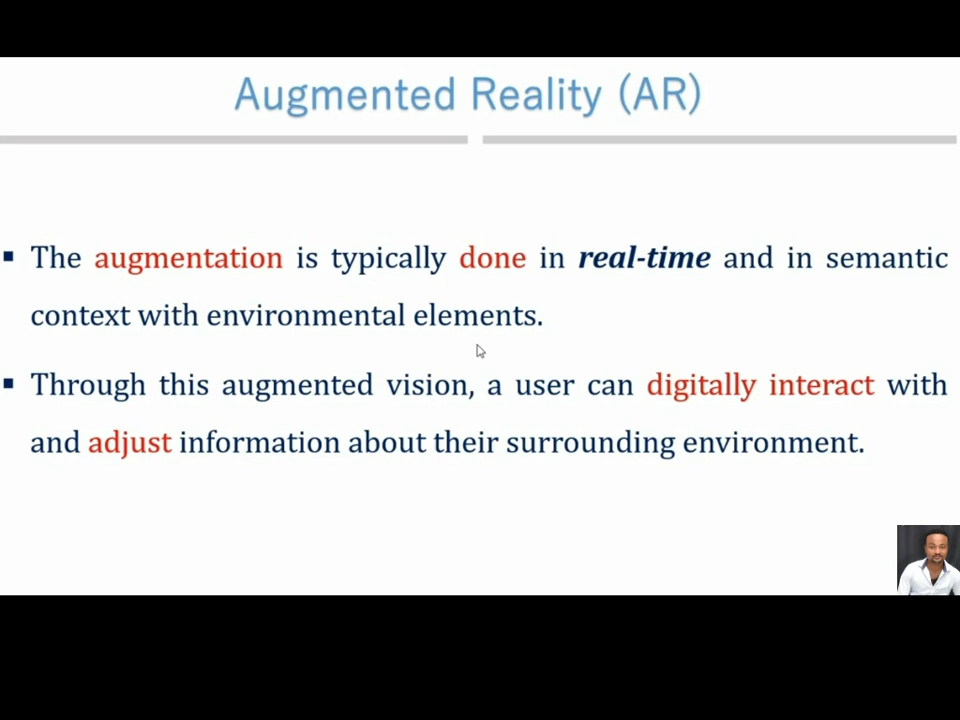 Augmented Reality (AR)
▪ The augmentation is typically done in real-time and in semantic
context with environmental elements.
▪ Through this augmented vision, a user can digitally interact with
and adjust information about their surrounding environment.